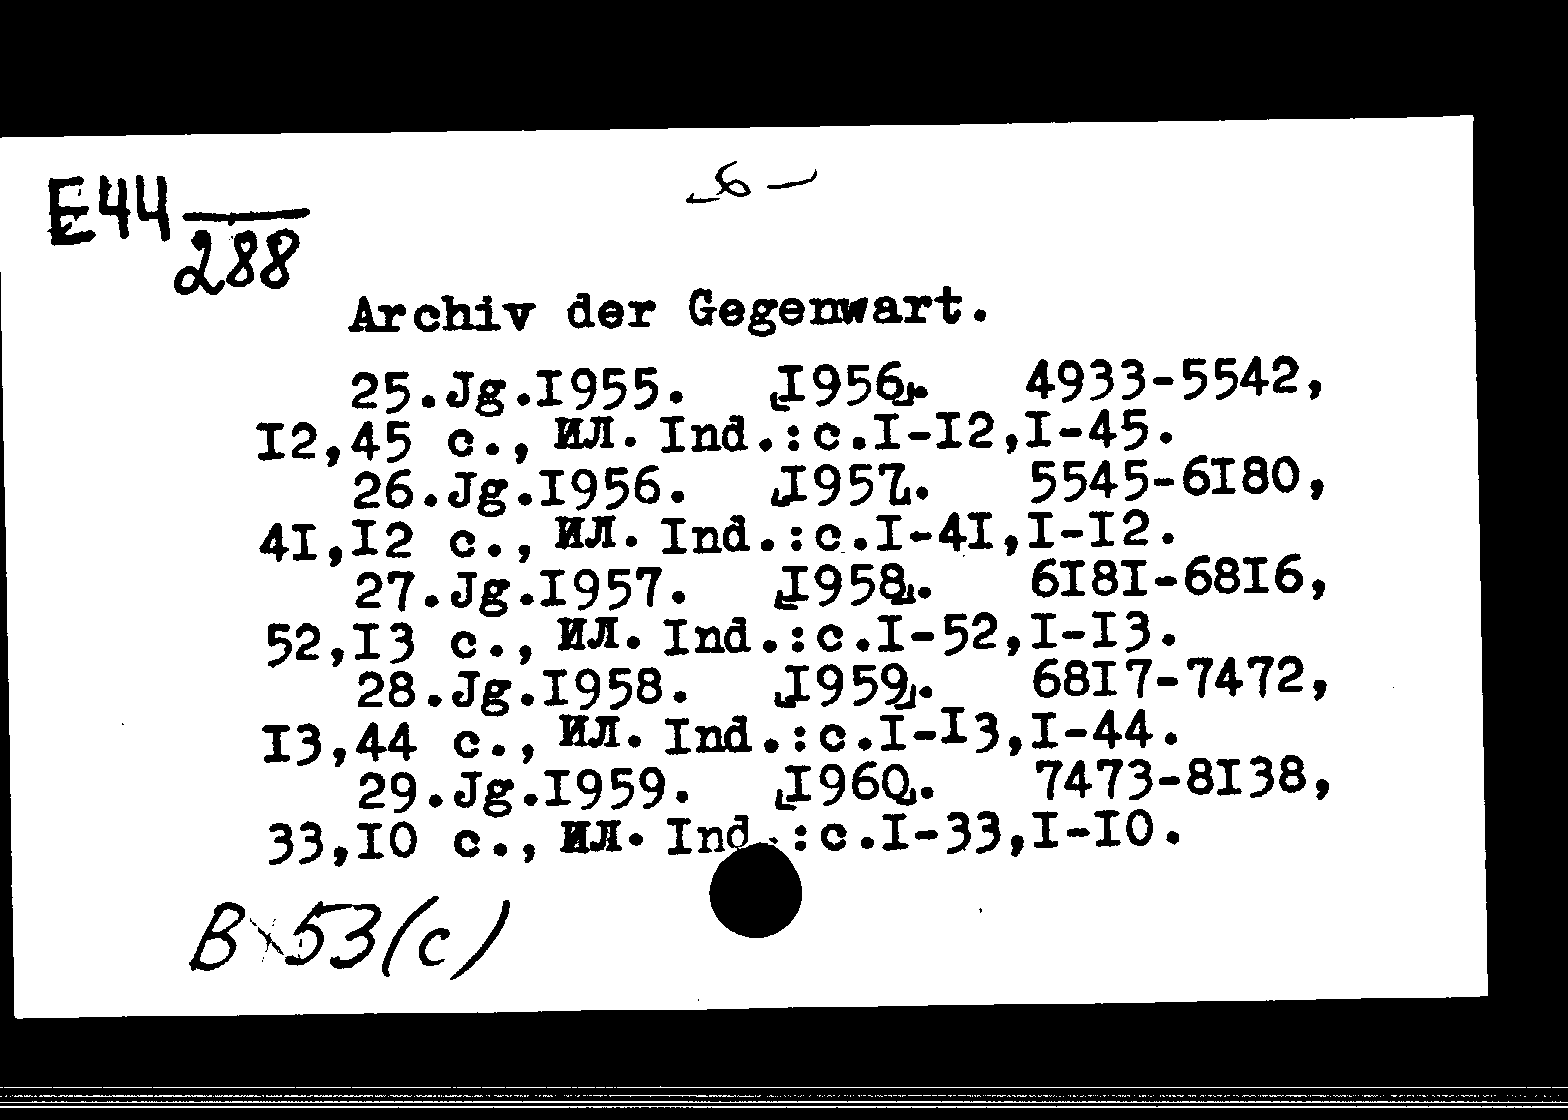 - 6 -
E44 —
288
Archiv der Gegenwart.
25.Jg.I955. [I956]. 4933-5542,
I2,45 с., ил. Ind.:с.I-I2,I-45.
26.Jg.I956. [I957]. 5545-6I80,
4I,I2 с., ил. Ind.:с.I-4I,I-I2.
27.Jg.I957. [I958]. 6I8I-68I6,
52,I3 с., ил. Ind.:с.I-52,I-I3.
28.Jg.I958. [I959]. 68I7-7472,
I3,44 с., ил. Ind.:с.I-I3,I-44.
29.Jg.I959. [I960]. 7473-8I38,
33,I0 с., ил. Ind.:с.I-33,I-I0.
В 53(с)